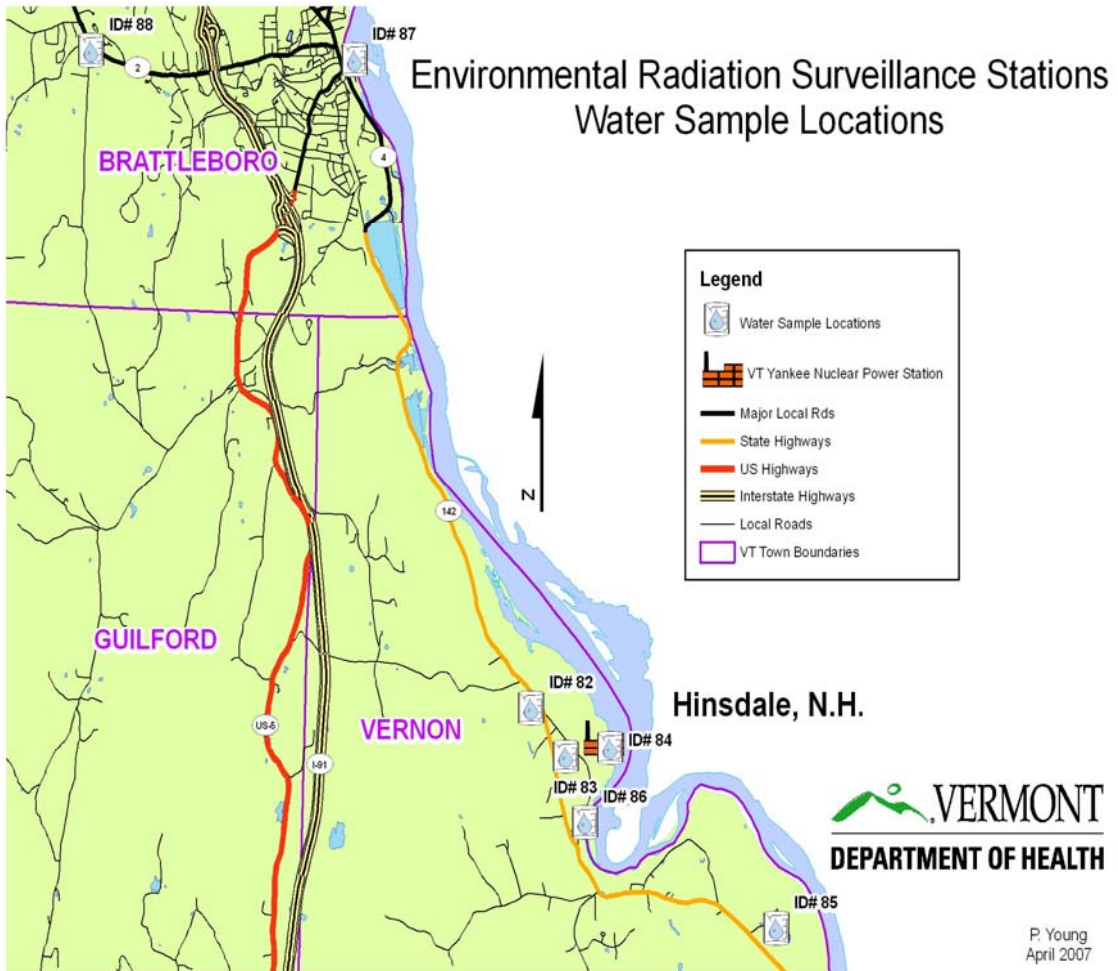 ID# 88
ID# 87
Environmental Radiation Surveillance Stations
Water Sample Locations
2
BRATTLEBORO
4
Legend
Water Sample Locations
VT Yankee Nuclear Power Station
Major Local Rds
State Highways
US Highways
Interstate Highways
Local Roads
VT Town Boundaries
N
142
GUILFORD
VERNON
US-5
I-91
ID# 82
Hinsdale, N.H.
ID# 84
ID# 83
ID# 86
VERMONT
DEPARTMENT OF HEALTH
ID# 85
P. Young
April 2007